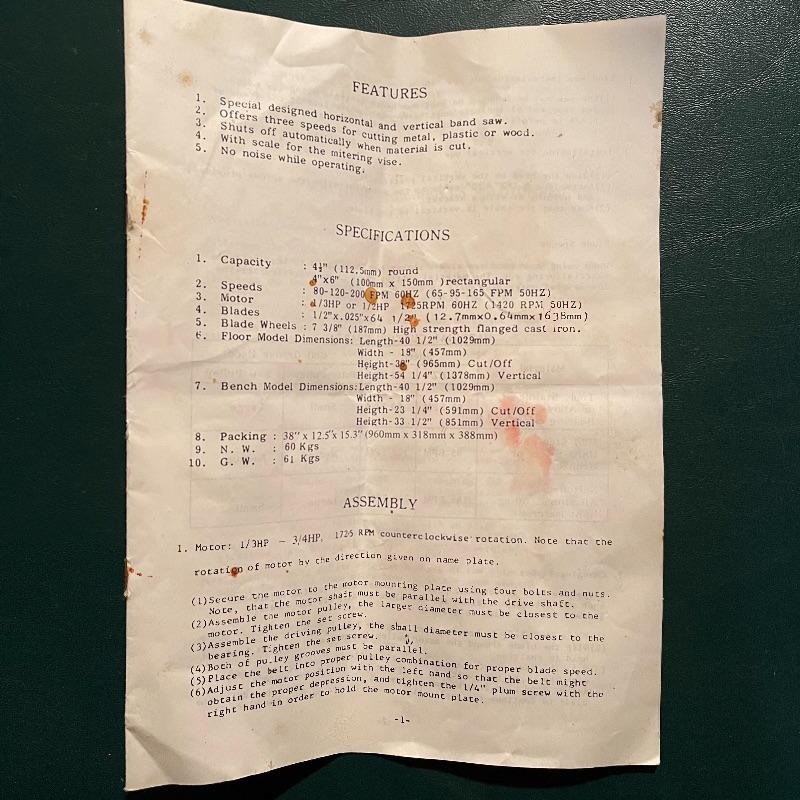 FEATURES
1. Special designed horizontal and vertical band saw.
2. Offers three speeds for cutting metal, plastic or wood.
3. Shuts off automatically when material is cut.
4. With scale for the mitering vise.
5. No noise while operating.
SPECIFICATIONS
1. Capacity : 4½" (112.5mm) round
4"x6" (100mm x 150mm )rectangular
2. Speeds : 80-120-200 FPM 60HZ (65-95-165 FPM 50HZ)
3. Motor : 1/3HP or 1/2HP 1725RPM 60HZ (1420 RPM 50HZ)
4. Blades : 1/2"x.025"x64 1/2" (12.7mmx0.64mmx1638mm)
5. Blade Wheels : 7 3/8" (187mm) High strength flanged cast iron.
6. Floor Model Dimensions: Length-40 1/2" (1029mm)
Width - 18" (457mm)
Height-38" (965mm) Cut/Off
Height-54 1/4" (1378mm) Vertical
7. Bench Model Dimensions:Length-40 1/2" (1029mm)
Width - 18" (457mm)
Heigth-23 1/4" (591mm) Cut/Off
Heigth-33 1/2" (851mm) Vertical
8. Packing : 38" x 12.5"x 15.3"(960mm x 318mm x 388mm)
9. N. W. : 60 Kgs
10. G. W. : 61 Kgs
ASSEMBLY
1. Motor: 1/3HP - 3/4HP, 1725 RPM counterclockwise rotation. Note that the
rotation of motor by the direction given on name plate.
(1)Secure the motor to the motor mounting plate using four bolts and nuts.
Note, that the motor shaft must be parallel with the drive shaft.
(2)Assemble the motor pulley, the larger diameter must be closest to the
motor. Tighten the set screw.
(3)Assemble the driving pulley, the small diameter must be closest to the
bearing. Tighten the set screw.
(4)Both of pulley grooves must be parallel.
(5)Place the belt into proper pulley combination for proper blade speed.
(6)Adjust the motor position with the left hand so that the belt might
obtain the proper depression, and tighten the 1/4" plum screw with the
right hand in order to hold the motor mount plate.
-1-